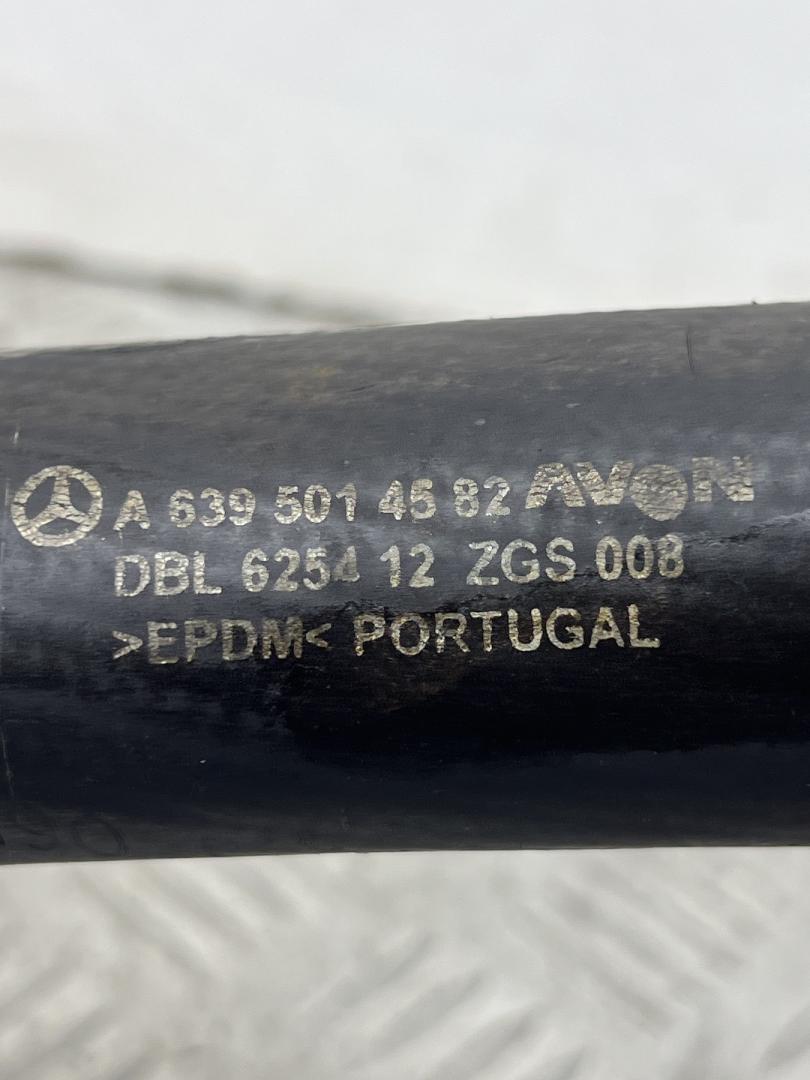 A 639 501 45 82 AVON
DBL 6254 12 ZGS 008
>EPDM< PORTUGAL